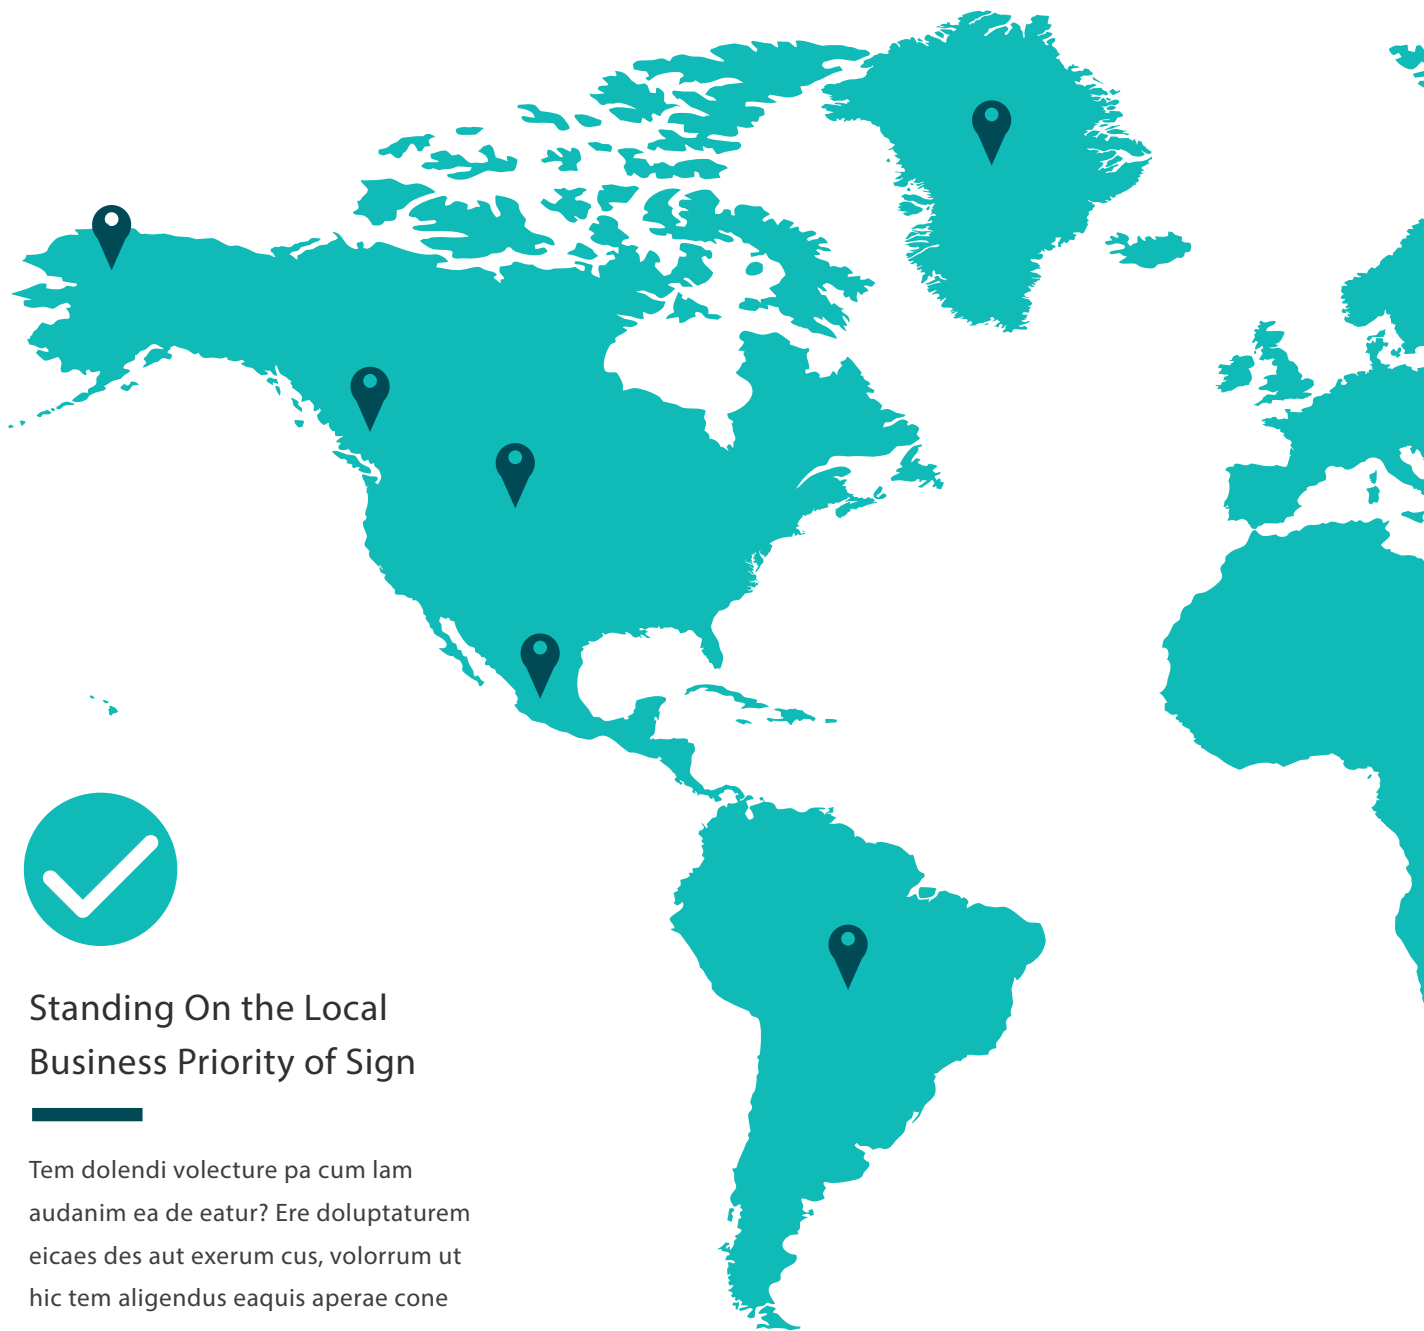 Standing On the Local
Business Priority of Sign
Tem dolendi volecture pa cum lam
audanim ea de eatur? Ere doluptaturem
eicaes des aut exerum cus, volorrum ut
hic tem aligendus eaquis aperae cone